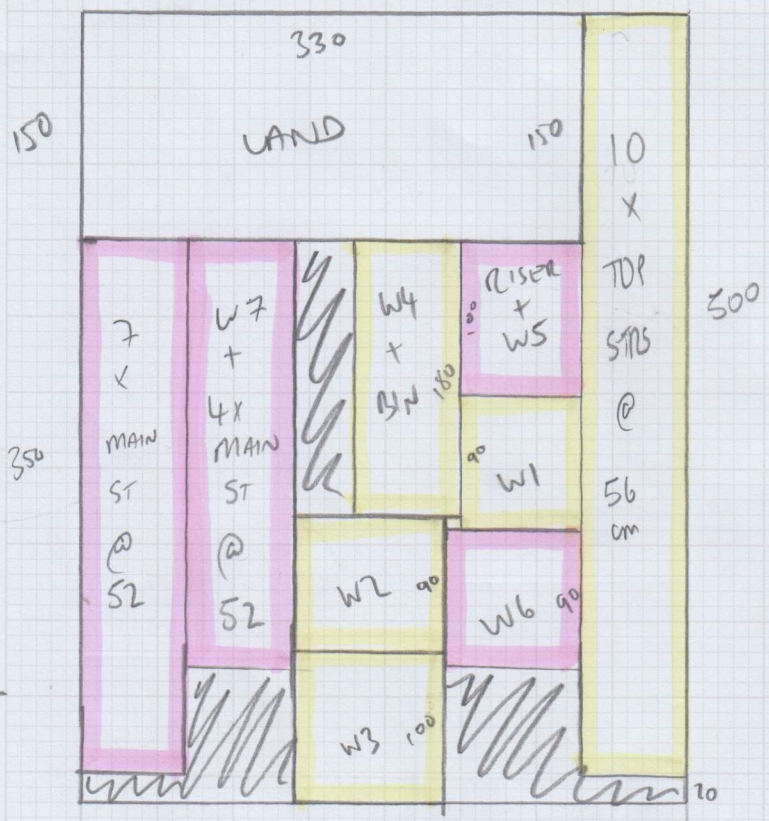 330
150
LAND
150
10
X
TOP
STRS
@
56
cm
500
350
7
X
MAIN
ST
@
52
W7
+
4X
MAIN
ST
@
52
W4
+
BIN
180
RISER
+
W5
100
90
W1
W2 90
W6 90
W3 100
20